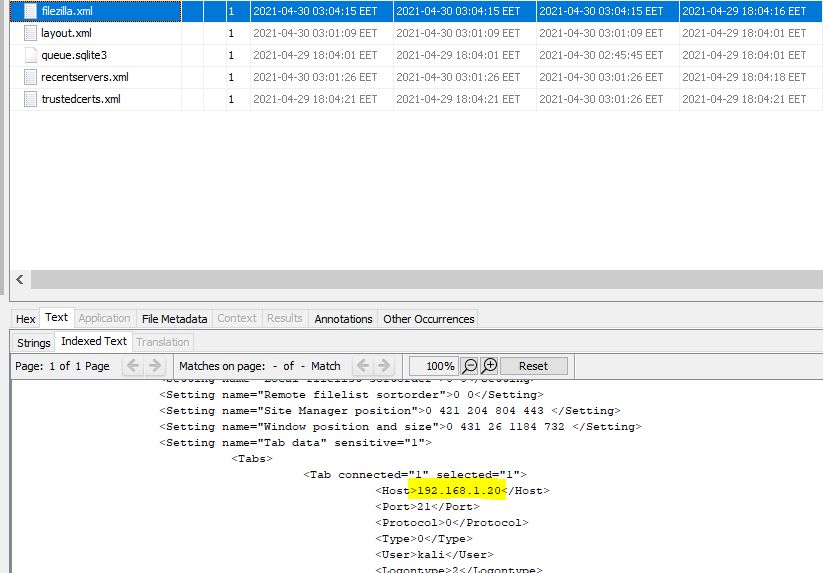 filezilla.xml 1 2021-04-30 03:04:15 EET 2021-04-30 03:04:15 EET 2021-04-30 03:04:15 EET 2021-04-29 18:04:16 EET
layout.xml 1 2021-04-30 03:01:09 EET 2021-04-30 03:01:09 EET 2021-04-30 03:01:09 EET 2021-04-29 18:04:01 EET
queue.sqlite3 1 2021-04-29 18:04:01 EET 2021-04-29 18:04:01 EET 2021-04-30 02:45:45 EET 2021-04-29 18:04:01 EET
recentservers.xml 1 2021-04-30 03:01:26 EET 2021-04-30 03:01:26 EET 2021-04-30 03:01:26 EET 2021-04-29 18:04:18 EET
trustedcerts.xml 1 2021-04-29 18:04:21 EET 2021-04-29 18:04:21 EET 2021-04-30 03:01:26 EET 2021-04-29 18:04:21 EET
Hex Text Application File Metadata Context Results Annotations Other Occurrences
Strings Indexed Text Translation
Page: 1 of 1 Page Matches on page: - of - Match 100% Reset
<Setting name="Local filelist sortorder">0 0</Setting>
<Setting name="Remote filelist sortorder">0 0</Setting>
<Setting name="Site Manager position">0 421 204 804 443 </Setting>
<Setting name="Window position and size">0 431 26 1184 732 </Setting>
<Setting name="Tab data" sensitive="1">
<Tabs>
<Tab connected="1" selected="1">
<Host>192.168.1.20</Host>
<Port>21</Port>
<Protocol>0</Protocol>
<Type>0</Type>
<User>kali</User>
<Logontype>2</Logontype>